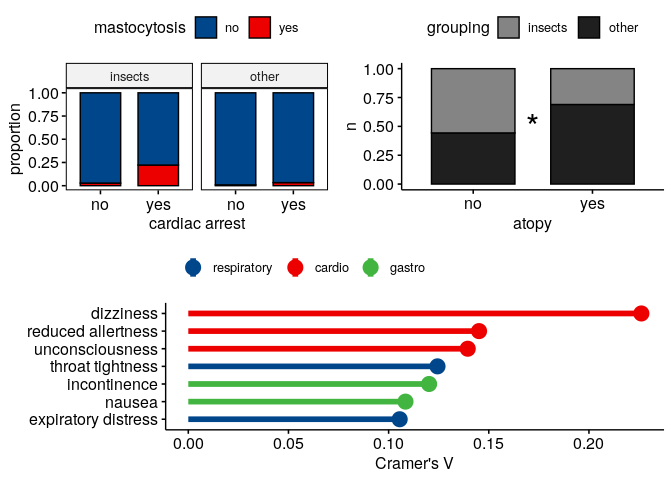 mastocytosis no yes
insects other
1.00
0.75
0.50
0.25
0.00
proportion
no yes no yes
cardiac arrest
grouping insects other
1.00
0.75
0.50
0.25
0.00
n
*
no yes
atopy
respiratory cardio gastro
dizziness
reduced allertness
unconsciousness
throat tightness
incontinence
nausea
expiratory distress
0.00 0.05 0.10 0.15 0.20
Cramer's V